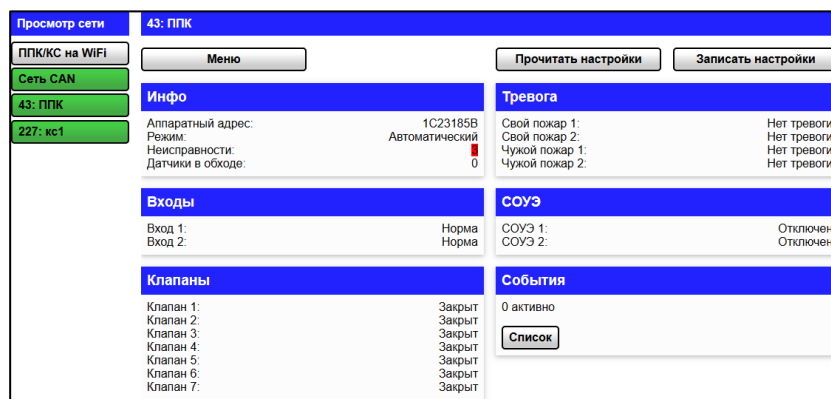 Просмотр сети
ППК/КС на WiFi
Сеть CAN
43: ППК
227: кс1
43: ППК
Меню
Прочитать настройки
Записать настройки
Инфо
Аппаратный адрес: 1C23185B
Режим: Автоматический
Неисправности: 3
Датчики в обходе: 0
Тревога
Свой пожар 1: Нет тревоги
Свой пожар 2: Нет тревоги
Чужой пожар 1: Нет тревоги
Чужой пожар 2: Нет тревоги
Входы
Вход 1: Норма
Вход 2: Норма
СОУЭ
СОУЭ 1: Отключен
СОУЭ 2: Отключен
Клапаны
Клапан 1: Закрыт
Клапан 2: Закрыт
Клапан 3: Закрыт
Клапан 4: Закрыт
Клапан 5: Закрыт
Клапан 6: Закрыт
Клапан 7: Закрыт
События
0 активно
Список